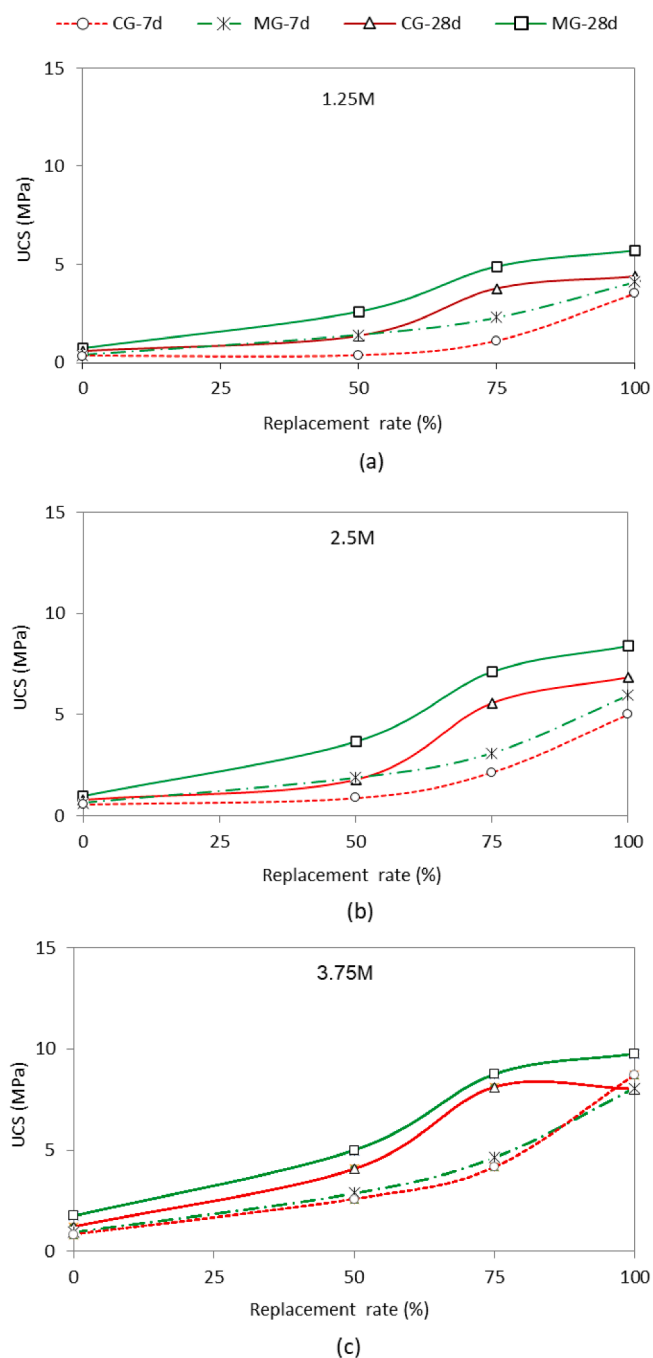 CG-7d MG-7d CG-28d MG-28d
15
1.25M
10
UCS (MPa)
5
0
0 25 50 75 100
Replacement rate (%)
(a)
15
2.5M
10
UCS (MPa)
5
0
0 25 50 75 100
Replacement rate (%)
(b)
15
3.75M
10
UCS (MPa)
5
0
0 25 50 75 100
Replacement rate (%)
(c)